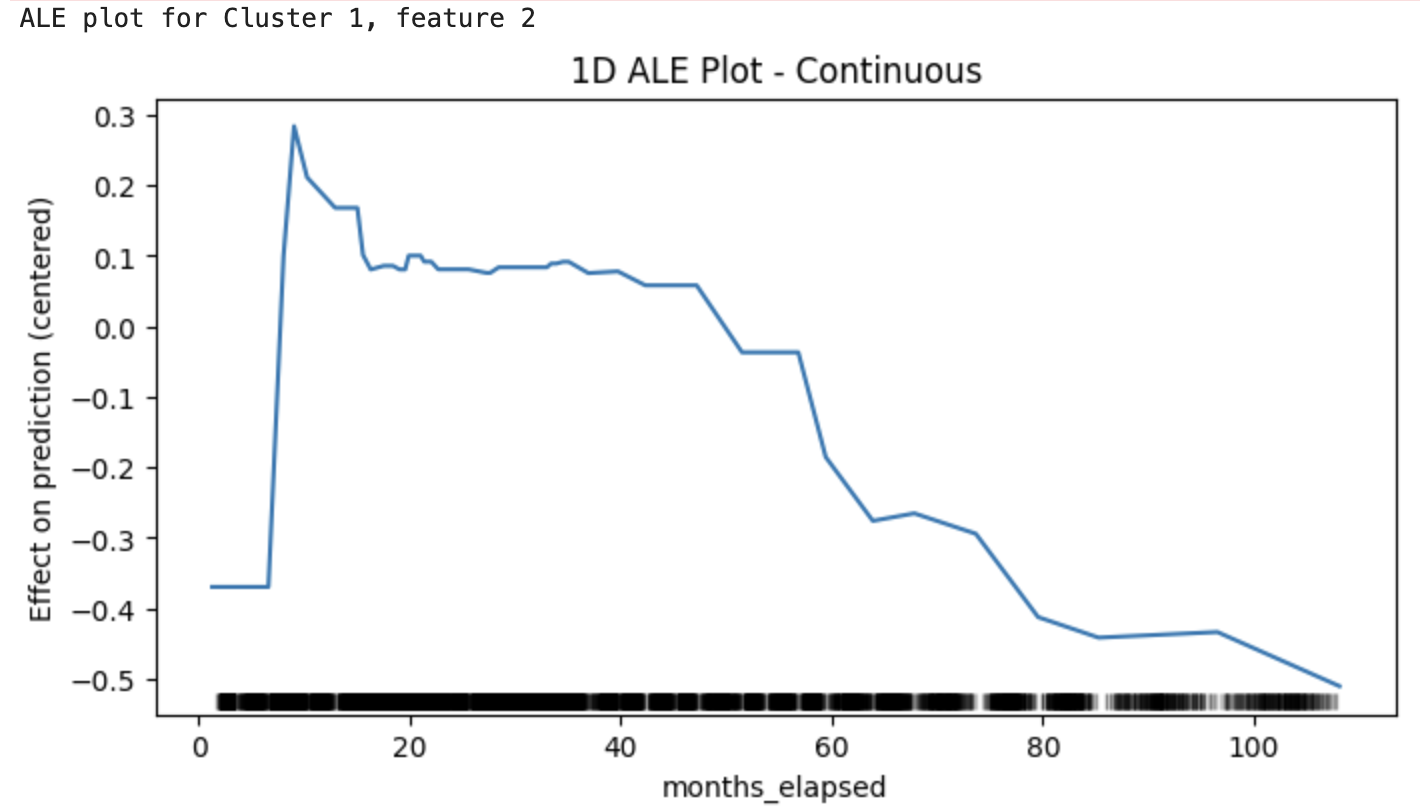 ALE plot for Cluster 1, feature 2
1D ALE Plot - Continuous
Effect on prediction (centered)
0.3
0.2
0.1
0.0
−0.1
−0.2
−0.3
−0.4
−0.5
0 20 40 60 80 100
months_elapsed